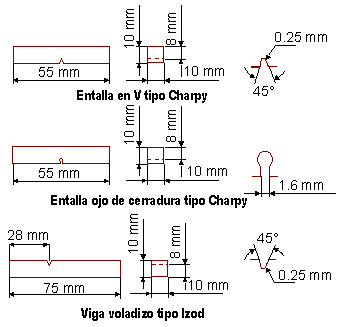 10 mm
8 mm
0.25 mm
55 mm
10 mm
45°
Entalla en V tipo Charpy
10 mm
8 mm
55 mm
10 mm
1.6 mm
Entalla ojo de cerradura tipo Charpy
28 mm
10 mm
8 mm
45°
75 mm
10 mm
0.25 mm
Viga voladizo tipo Izod